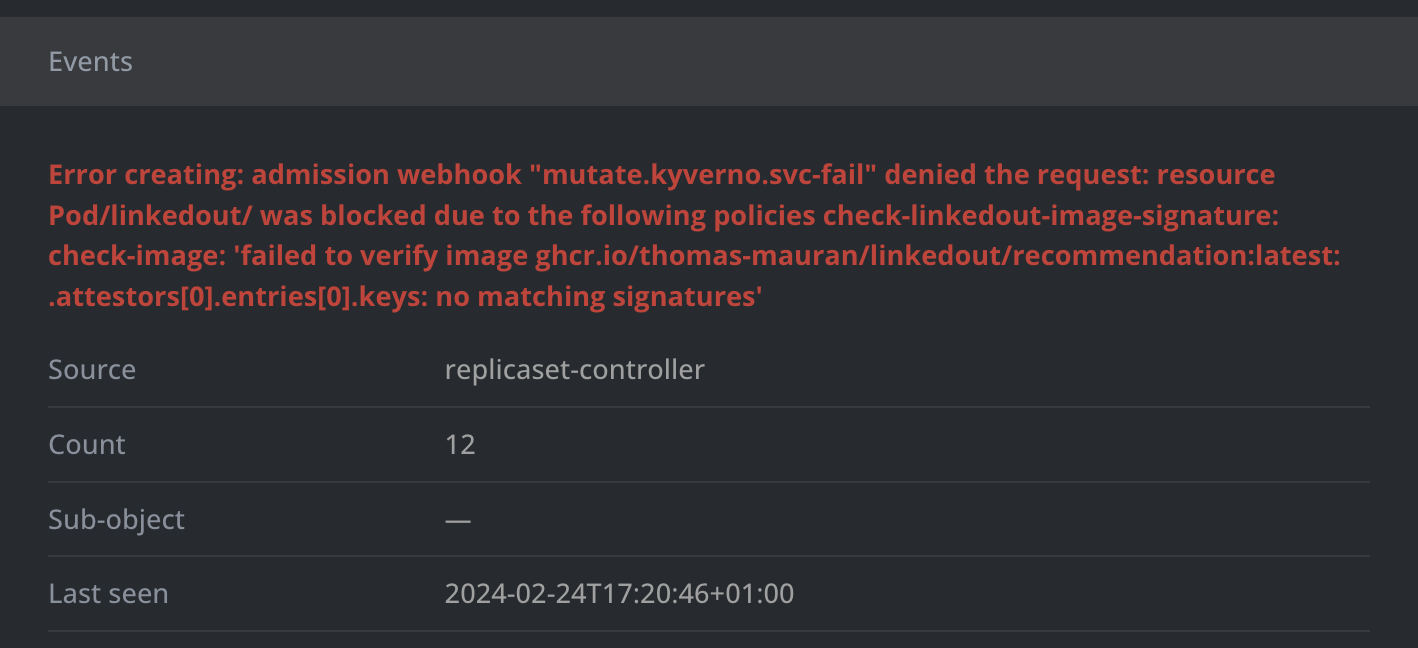 Events
Error creating: admission webhook "mutate.kyverno.svc-fail" denied the request: resource
Pod/linkedout/ was blocked due to the following policies check-linkedout-image-signature:
check-image: 'failed to verify image ghcr.io/thomas-mauran/linkedout/recommendation:latest:
.attestors[0].entries[0].keys: no matching signatures'
Source replicaset-controller
Count 12
Sub-object —
Last seen 2024-02-24T17:20:46+01:00